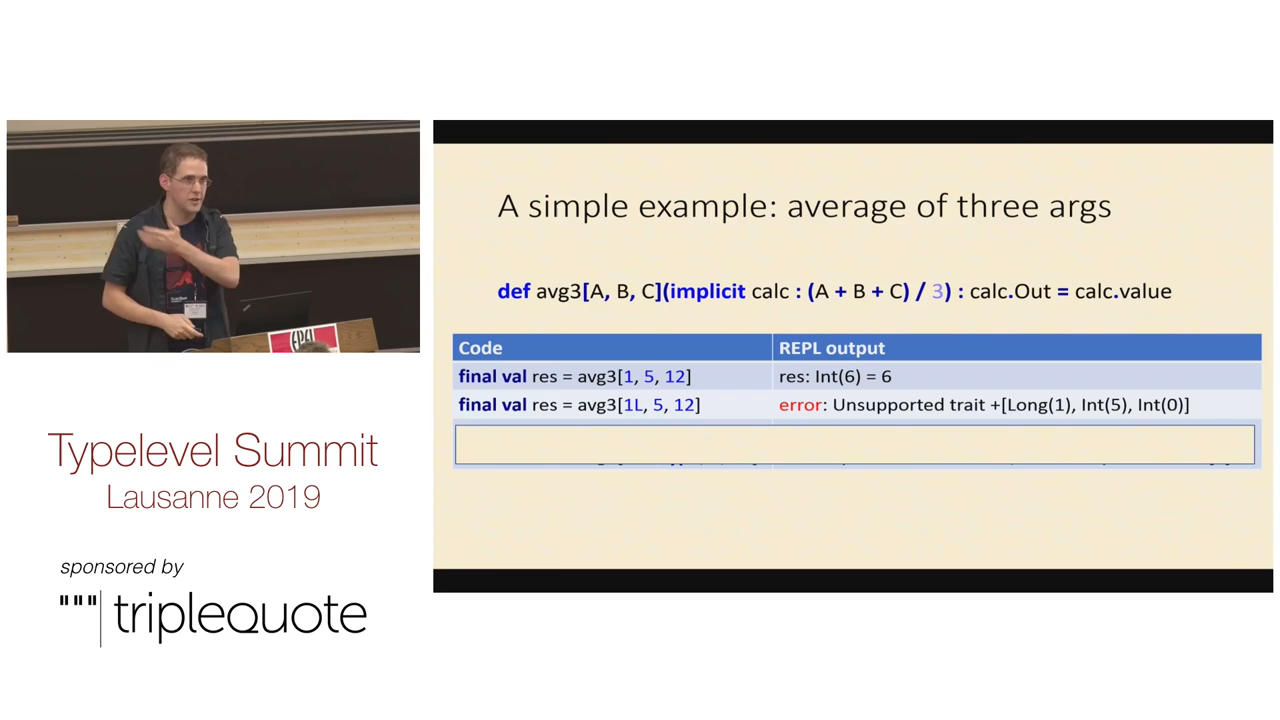 A simple example: average of three args
def avg3[A, B, C](implicit calc : (A + B + C) / 3) : calc.Out = calc.value
Code REPL output
final val res = avg3[1, 5, 12] res: Int(6) = 6
final val res = avg3[1L, 5, 12] error: Unsupported trait +[Long(1), Int(5), Int(0)]
EPFL
Typelevel Summit
Lausanne 2019
sponsored by
"""|triplequote